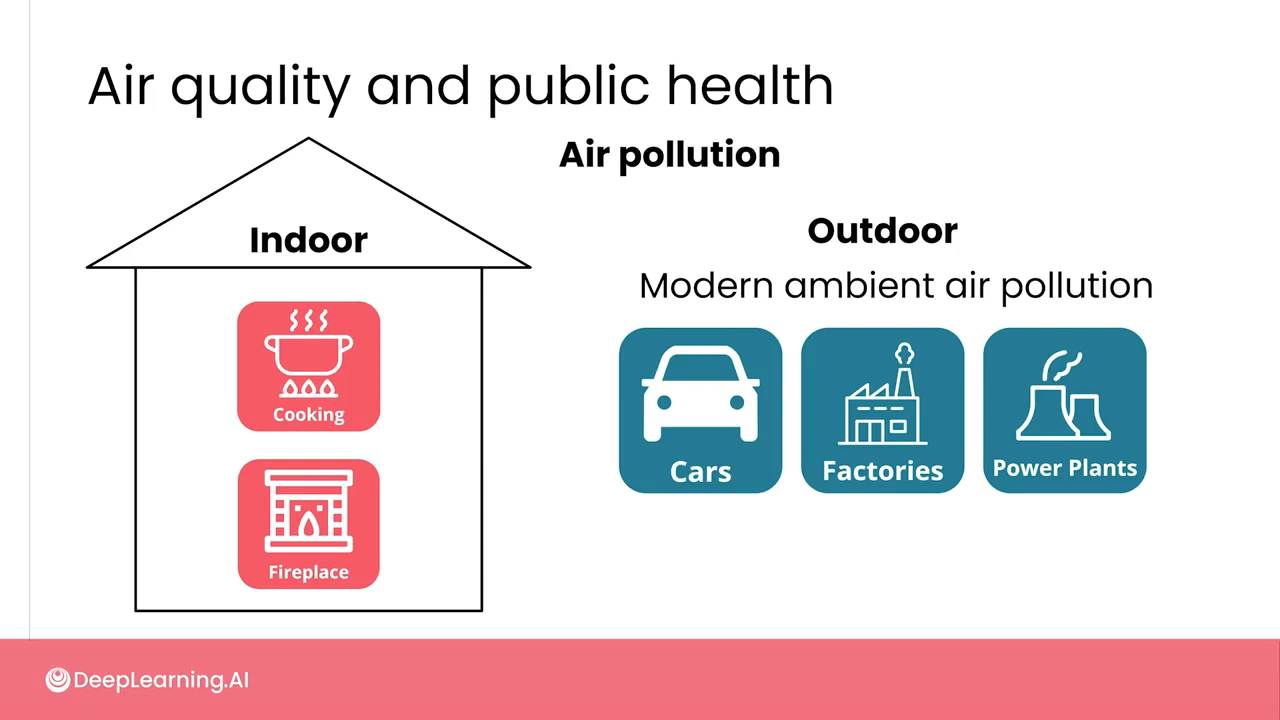 Air quality and public health
Air pollution
Indoor
Cooking
Fireplace
Outdoor
Modern ambient air pollution
Cars
Factories
Power Plants
DeepLearning.AI